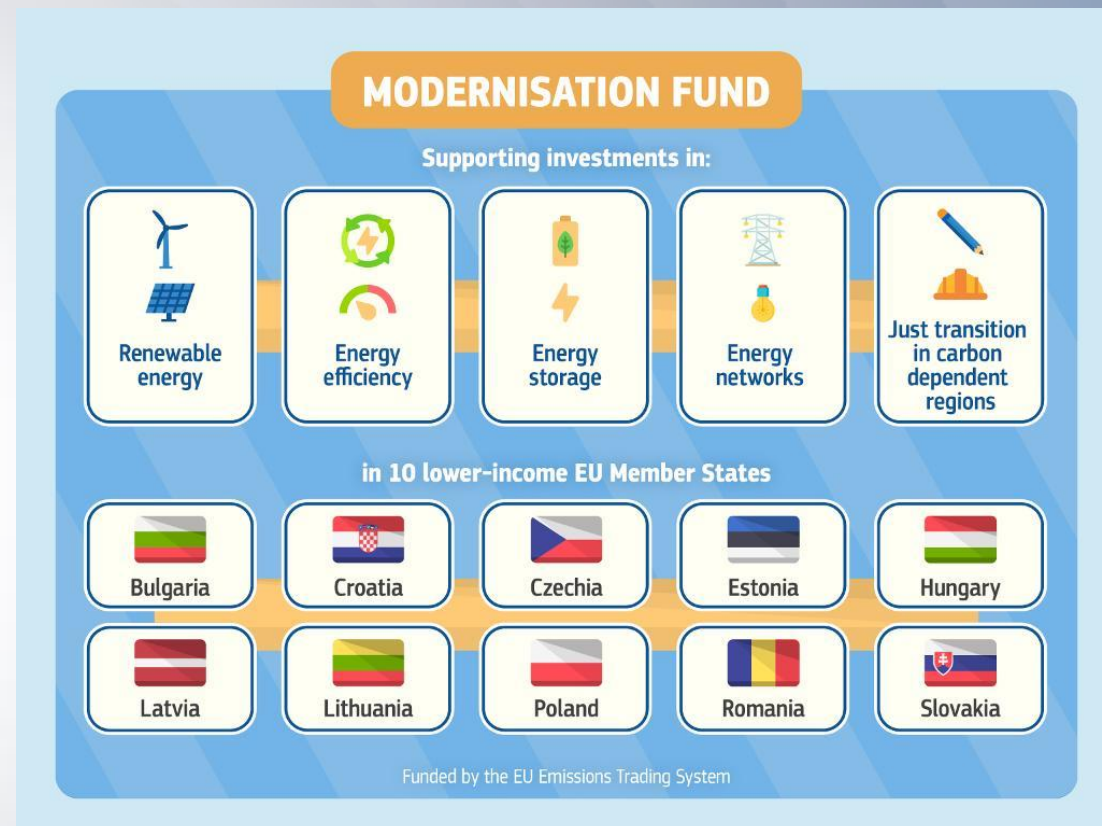 MODERNISATION FUND
Supporting investments in:
Renewable
energy
Energy
efficiency
Energy
storage
Energy
networks
Just transition
in carbon
dependent
regions
in 10 lower-income EU Member States
Bulgaria
Croatia
Czechia
Estonia
Hungary
Latvia
Lithuania
Poland
Romania
Slovakia
Funded by the EU Emissions Trading System